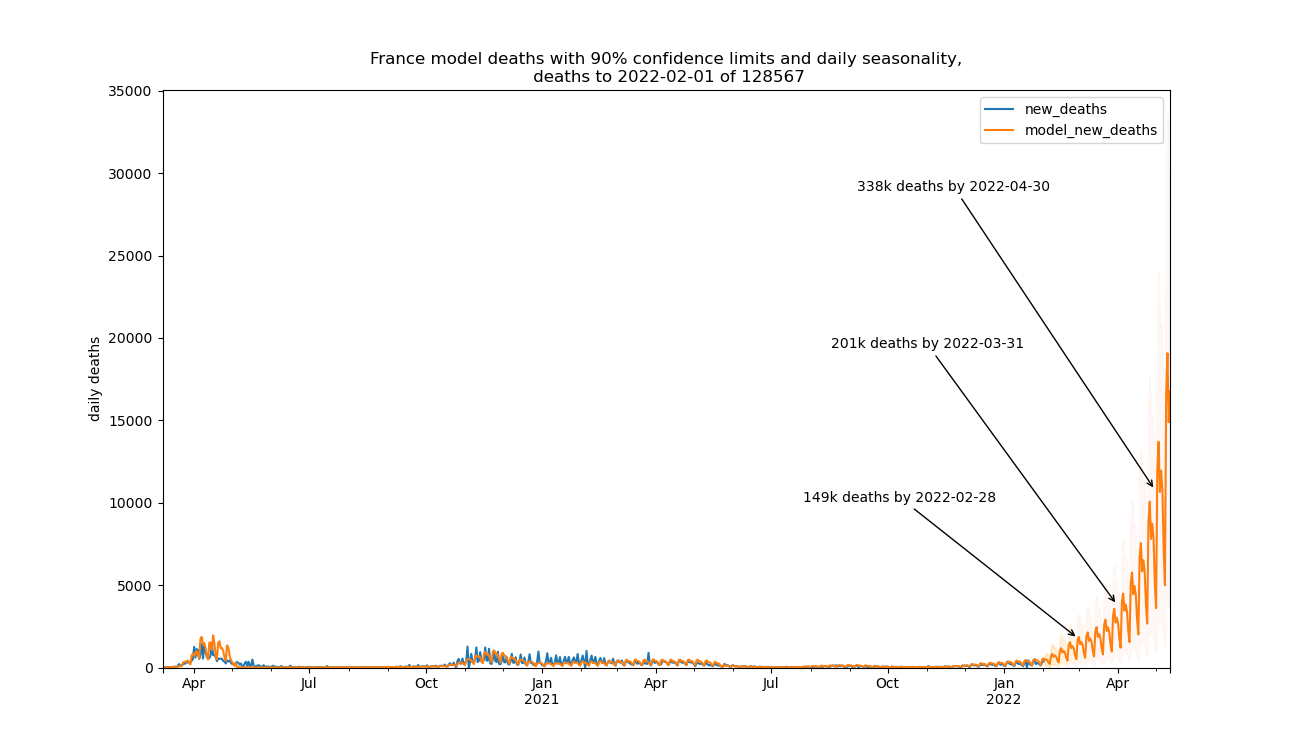 France model deaths with 90% confidence limits and daily seasonality,
deaths to 2022-02-01 of 128567
35000
30000
25000
20000
15000
10000
5000
0
daily deaths
new_deaths
model_new_deaths
338k deaths by 2022-04-30
201k deaths by 2022-03-31
149k deaths by 2022-02-28
Apr
Jul
Oct
Jan
2021
Apr
Jul
Oct
Jan
2022
Apr